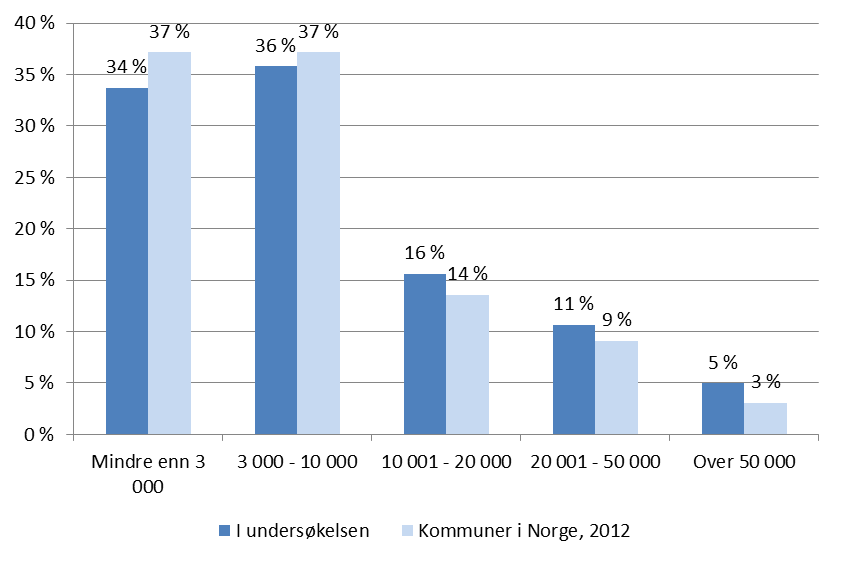 40 %
35 %
30 %
25 %
20 %
15 %
10 %
5 %
0 %
34 %
37 %
36 %
37 %
16 %
14 %
11 %
9 %
5 %
3 %
Mindre enn 3
000
3 000 - 10 000
10 001 - 20 000
20 001 - 50 000
Over 50 000
I undersøkelsen
Kommuner i Norge, 2012